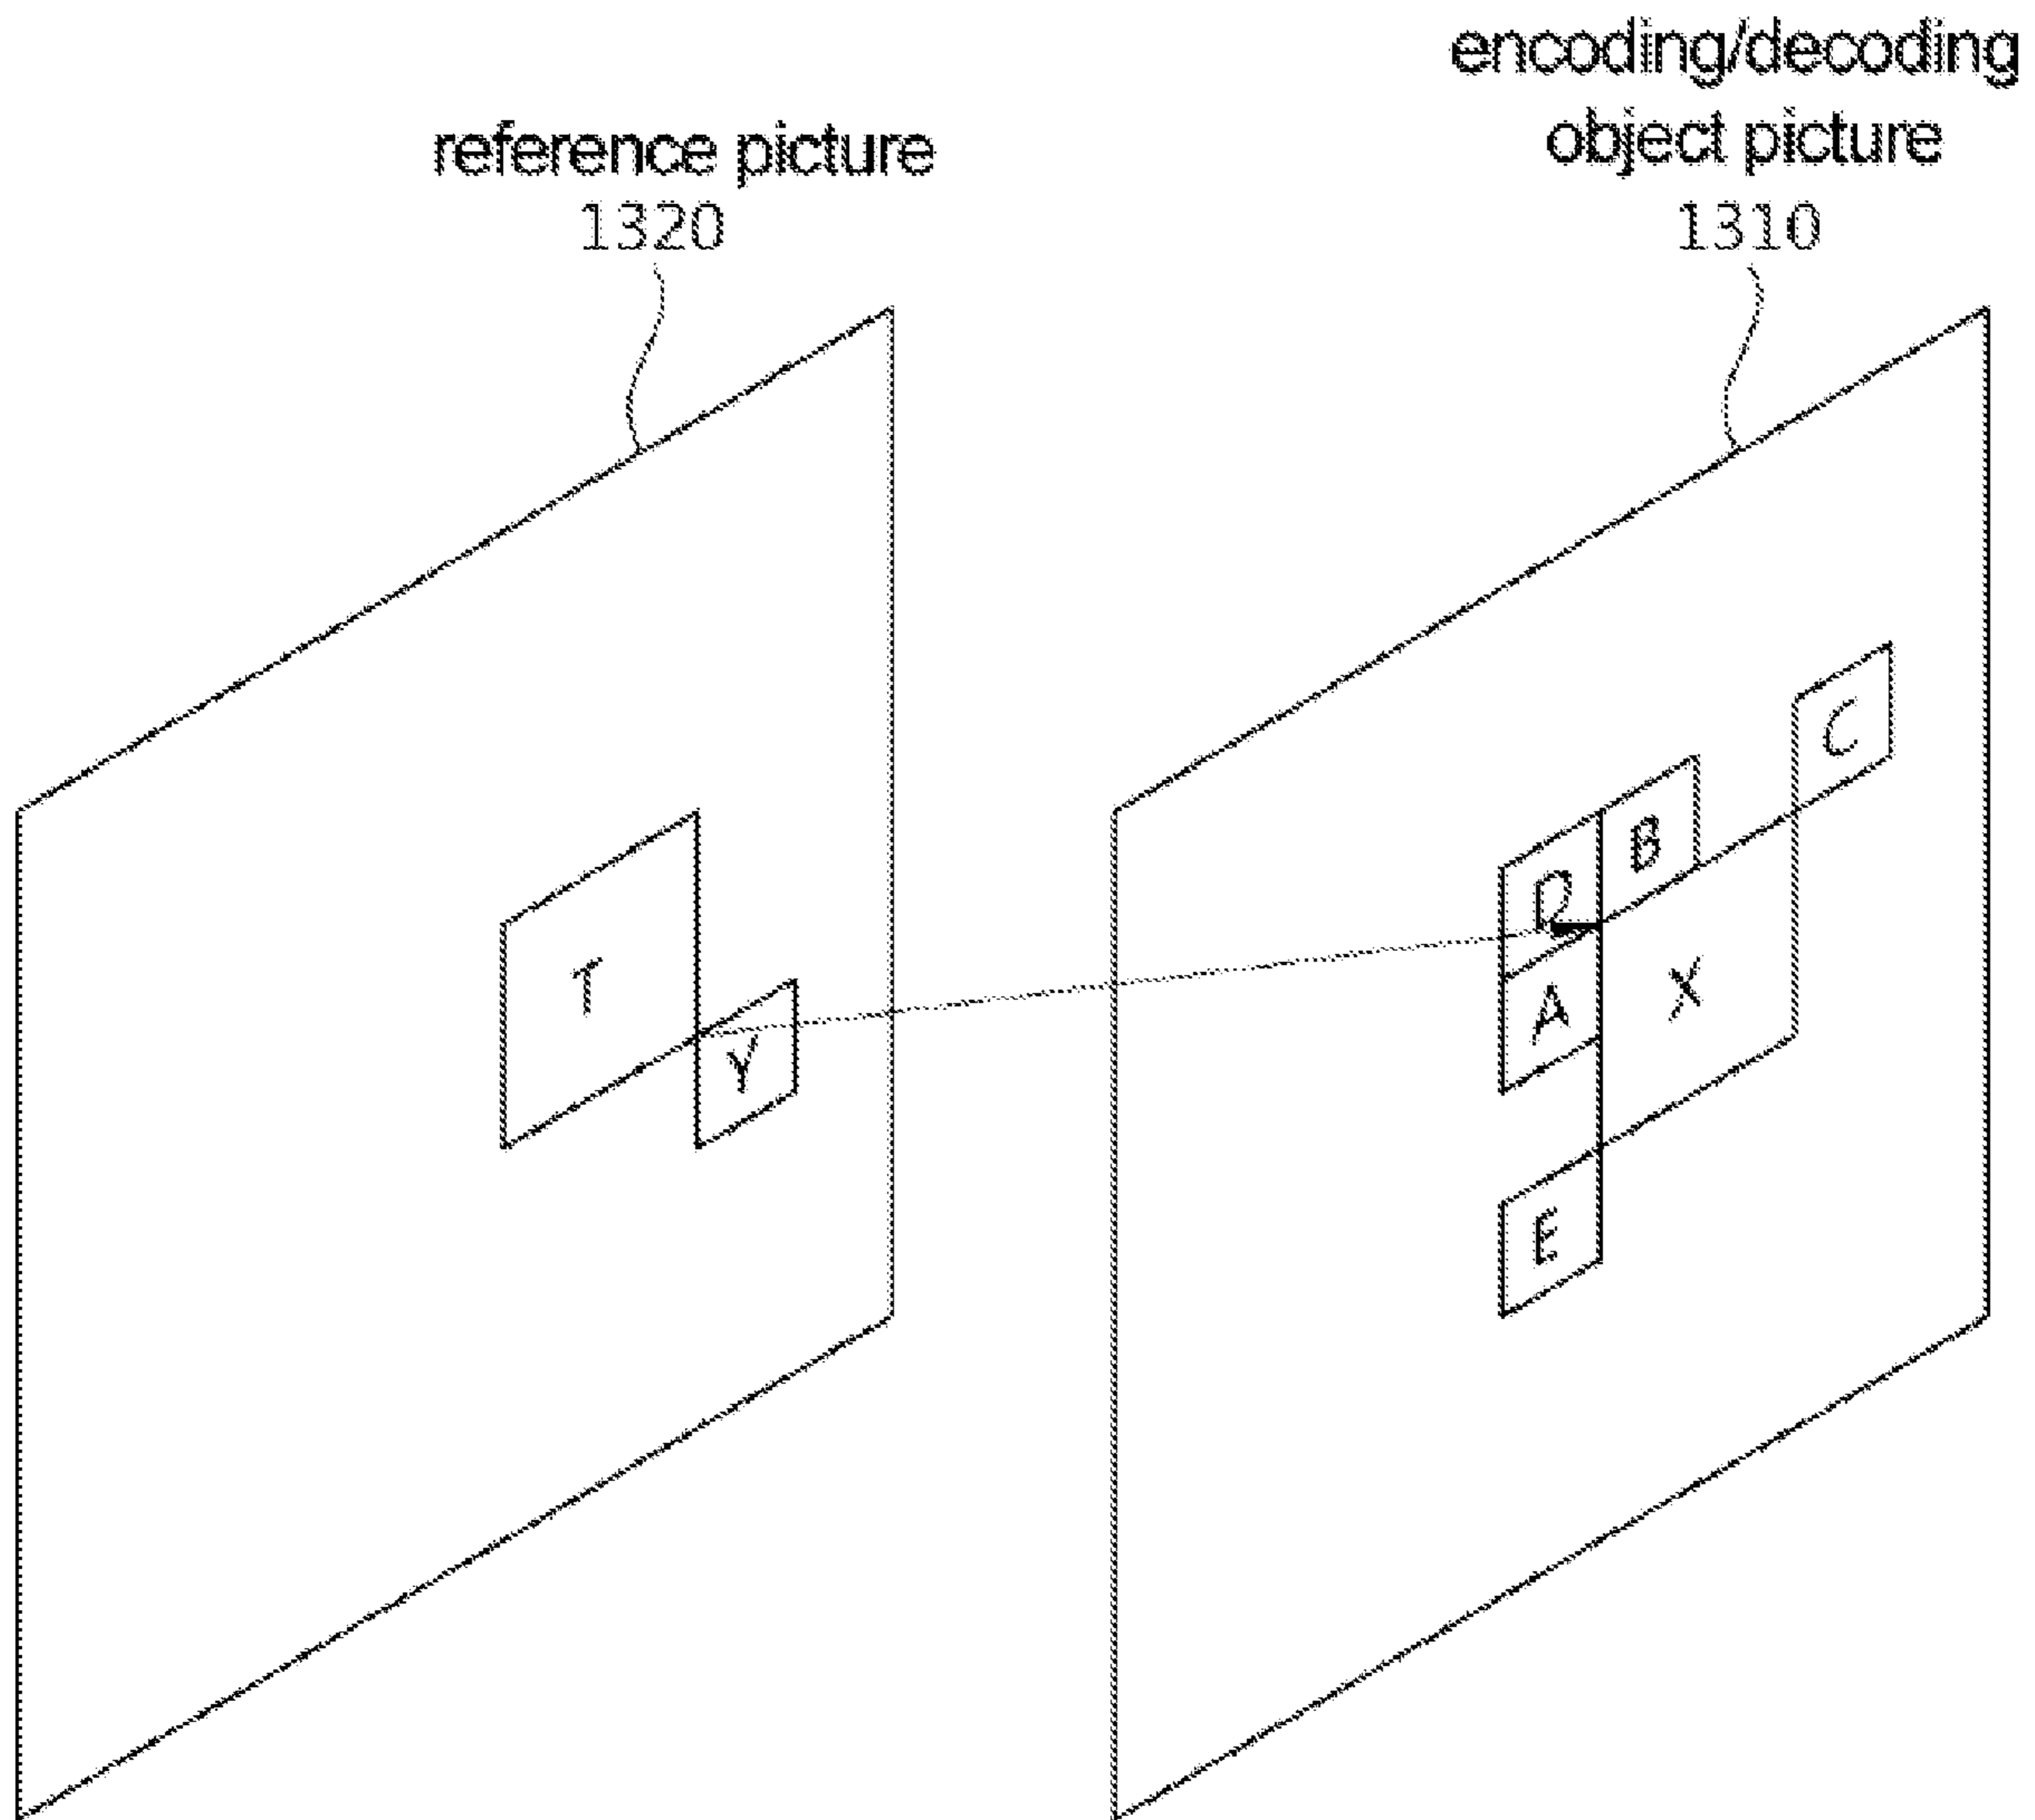 encoding/decoding
object picture
1310
reference picture
1320
C
B
D
T
A
X
Y
E